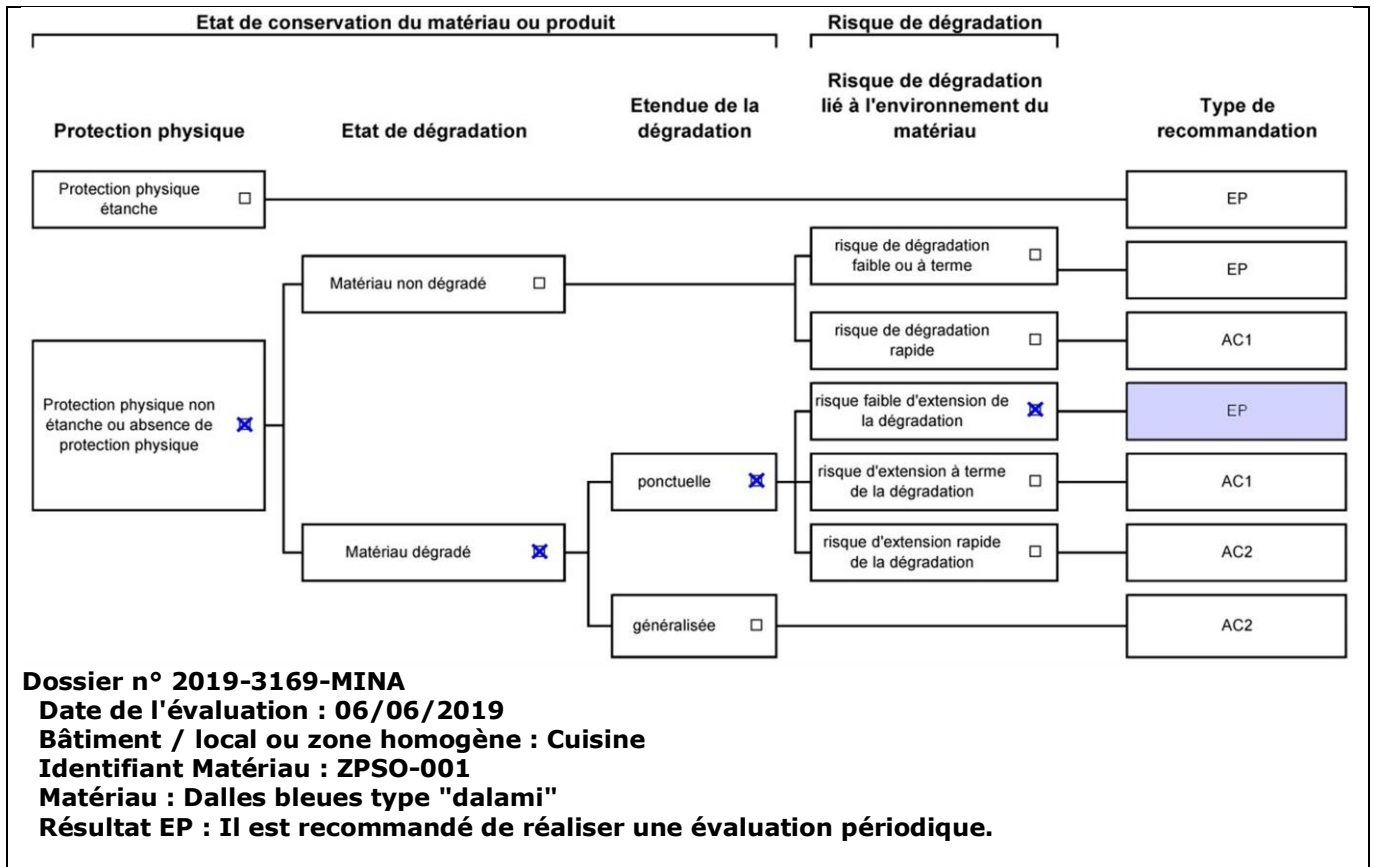 Etat de conservation du matériau ou produit
Risque de dégradation
Protection physique
Etat de dégradation
Etendue de la
dégradation
Risque de dégradation
lié à l'environnement du
matériau
Type de
recommandation
Protection physique
étanche
EP
risque de dégradation
faible ou à terme
EP
Matériau non dégradé
risque de dégradation
rapide
AC1
Protection physique non
étanche ou absence de
protection physique
risque faible d'extension de
la dégradation
EP
ponctuelle
risque d'extension à terme
de la dégradation
AC1
Matériau dégradé
risque d'extension rapide
de la dégradation
AC2
généralisée
AC2
Dossier n° 2019-3169-MINA
Date de l'évaluation : 06/06/2019
Bâtiment / local ou zone homogène : Cuisine
Identifiant Matériau : ZPSO-001
Matériau : Dalles bleues type "dalami"
Résultat EP : Il est recommandé de réaliser une évaluation périodique.